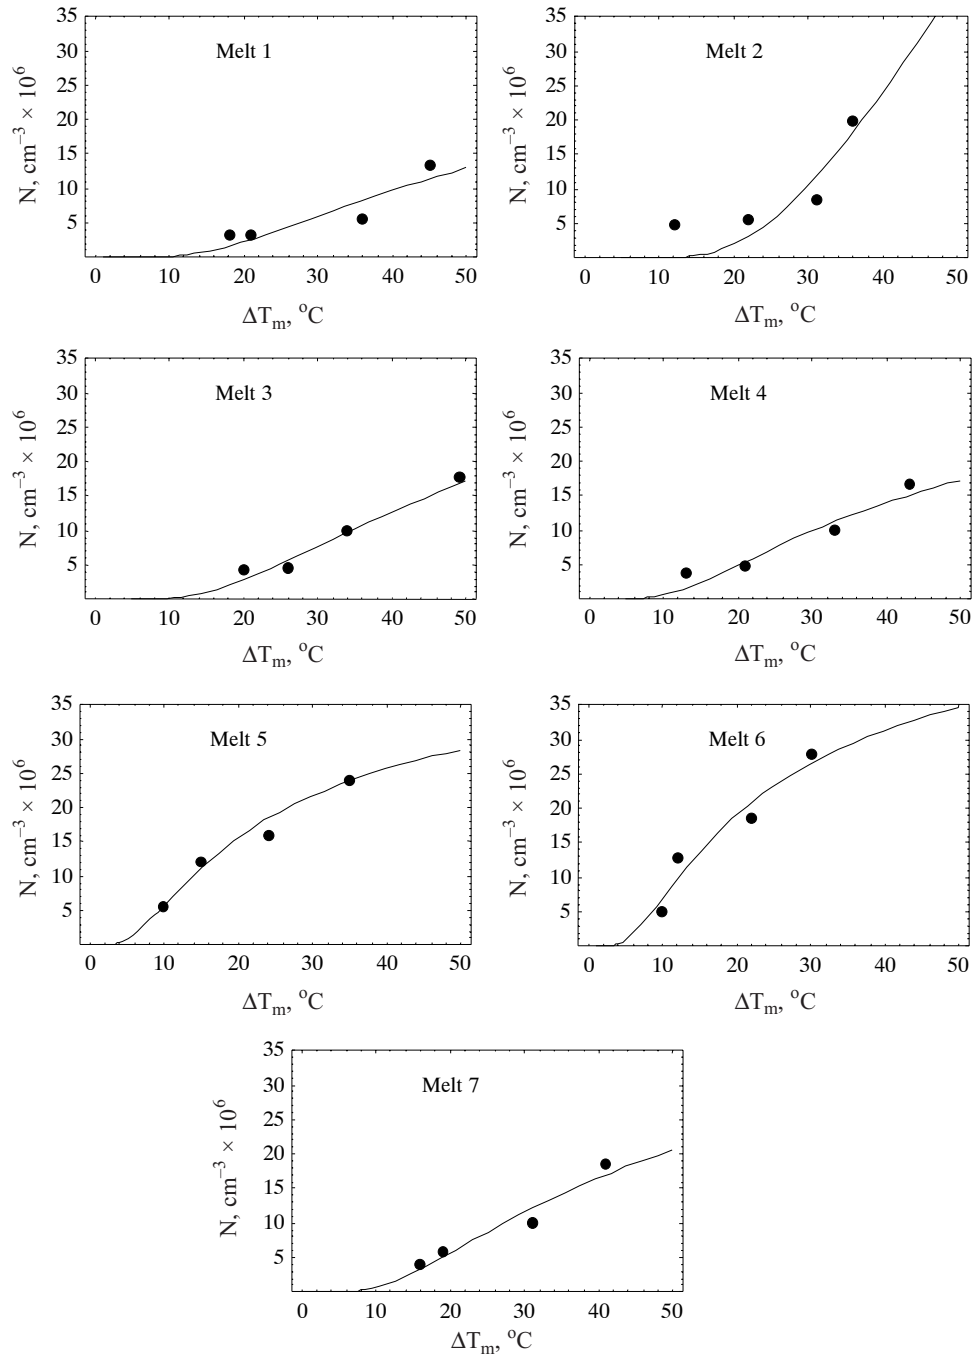 35 35
Melt 1 Melt 2
30 30
25 25
20 20
15 15
10 10
5 5
N, cm⁻³ × 10⁶ N, cm⁻³ × 10⁶
0 10 20 30 40 50 0 10 20 30 40 50
ΔTₘ, °C ΔTₘ, °C
35 35
Melt 3 Melt 4
30 30
25 25
20 20
15 15
10 10
5 5
N, cm⁻³ × 10⁶ N, cm⁻³ × 10⁶
0 10 20 30 40 50 0 10 20 30 40 50
ΔTₘ, °C ΔTₘ, °C
35 35
Melt 5 Melt 6
30 30
25 25
20 20
15 15
10 10
5 5
N, cm⁻³ × 10⁶ N, cm⁻³ × 10⁶
0 10 20 30 40 50 0 10 20 30 40 50
ΔTₘ, °C ΔTₘ, °C
35
Melt 7
30
25
20
15
10
5
N, cm⁻³ × 10⁶
0 10 20 30 40 50
ΔTₘ, °C